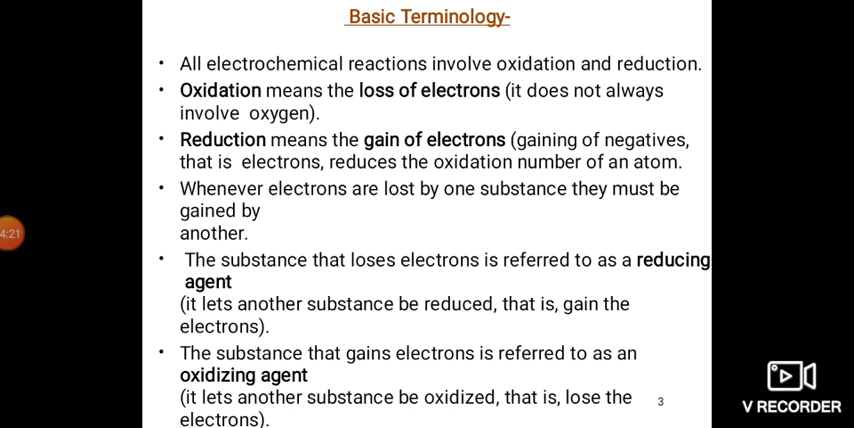 Basic Terminology-
• All electrochemical reactions involve oxidation and reduction.
• Oxidation means the loss of electrons (it does not always
involve oxygen).
• Reduction means the gain of electrons (gaining of negatives,
that is electrons, reduces the oxidation number of an atom.
• Whenever electrons are lost by one substance they must be
gained by
another.
• The substance that loses electrons is referred to as a reducing
agent
(it lets another substance be reduced, that is, gain the
electrons).
• The substance that gains electrons is referred to as an
oxidizing agent
(it lets another substance be oxidized, that is, lose the
electrons).
3
4:21
V RECORDER